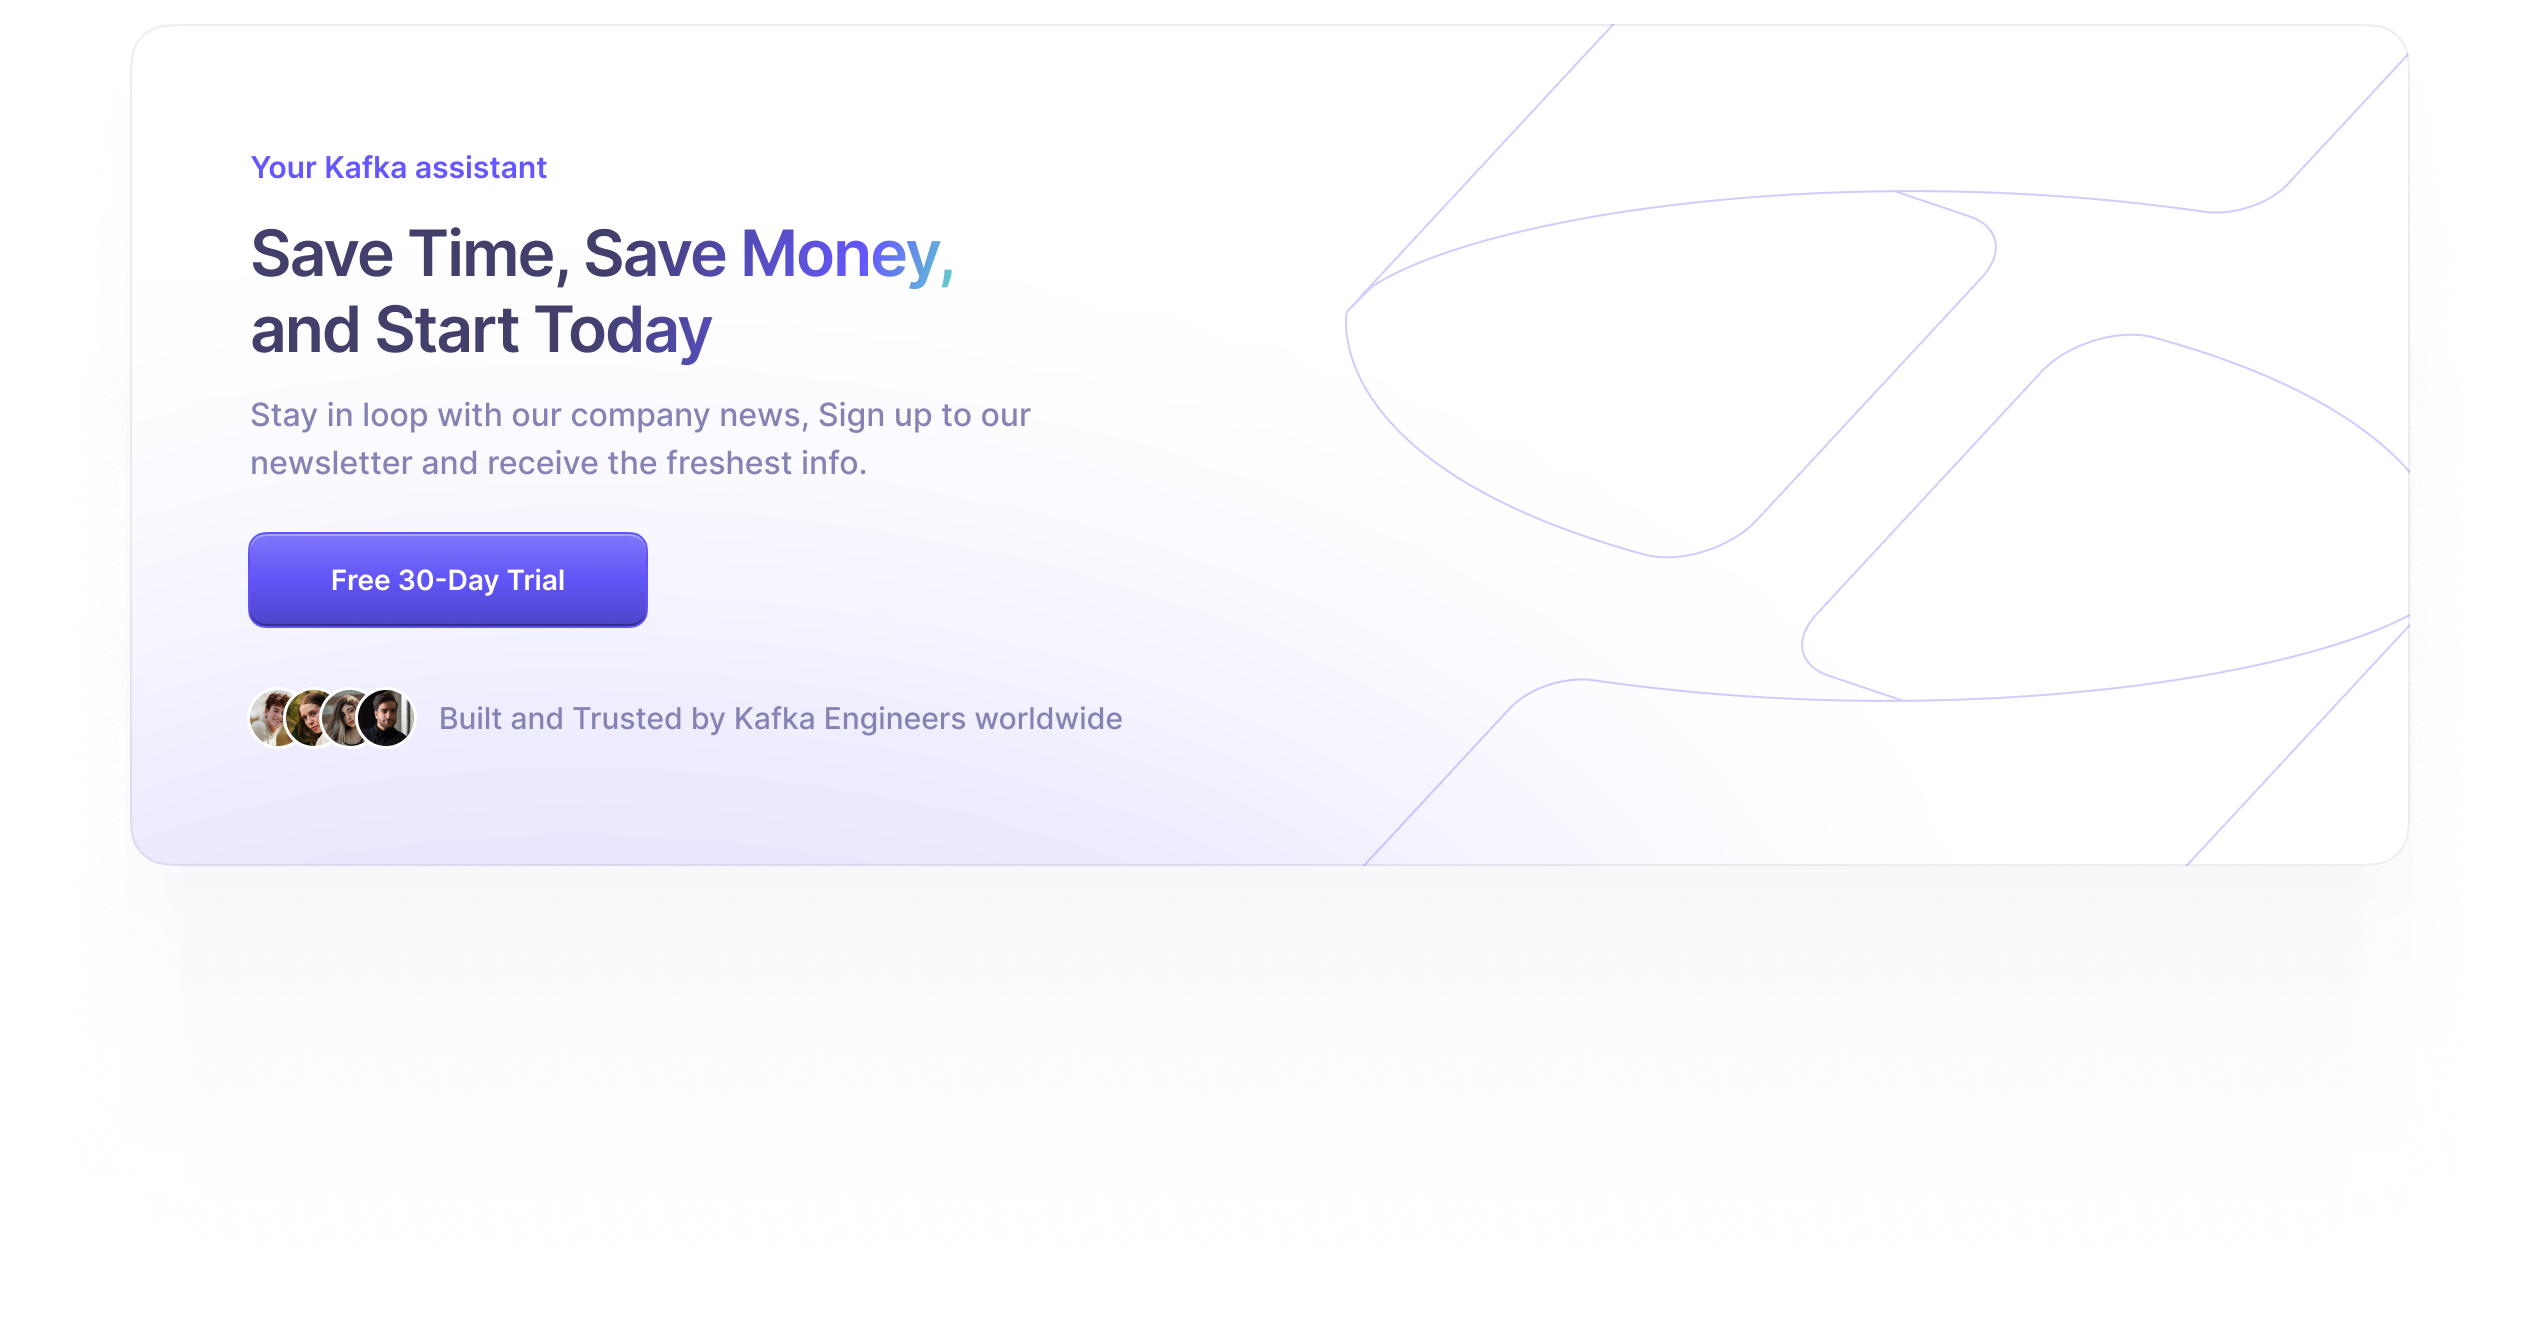 Your Kafka assistant
Save Time, Save Money,
and Start Today
Stay in loop with our company news, Sign up to our
newsletter and receive the freshest info.
Free 30-Day Trial
Built and Trusted by Kafka Engineers worldwide